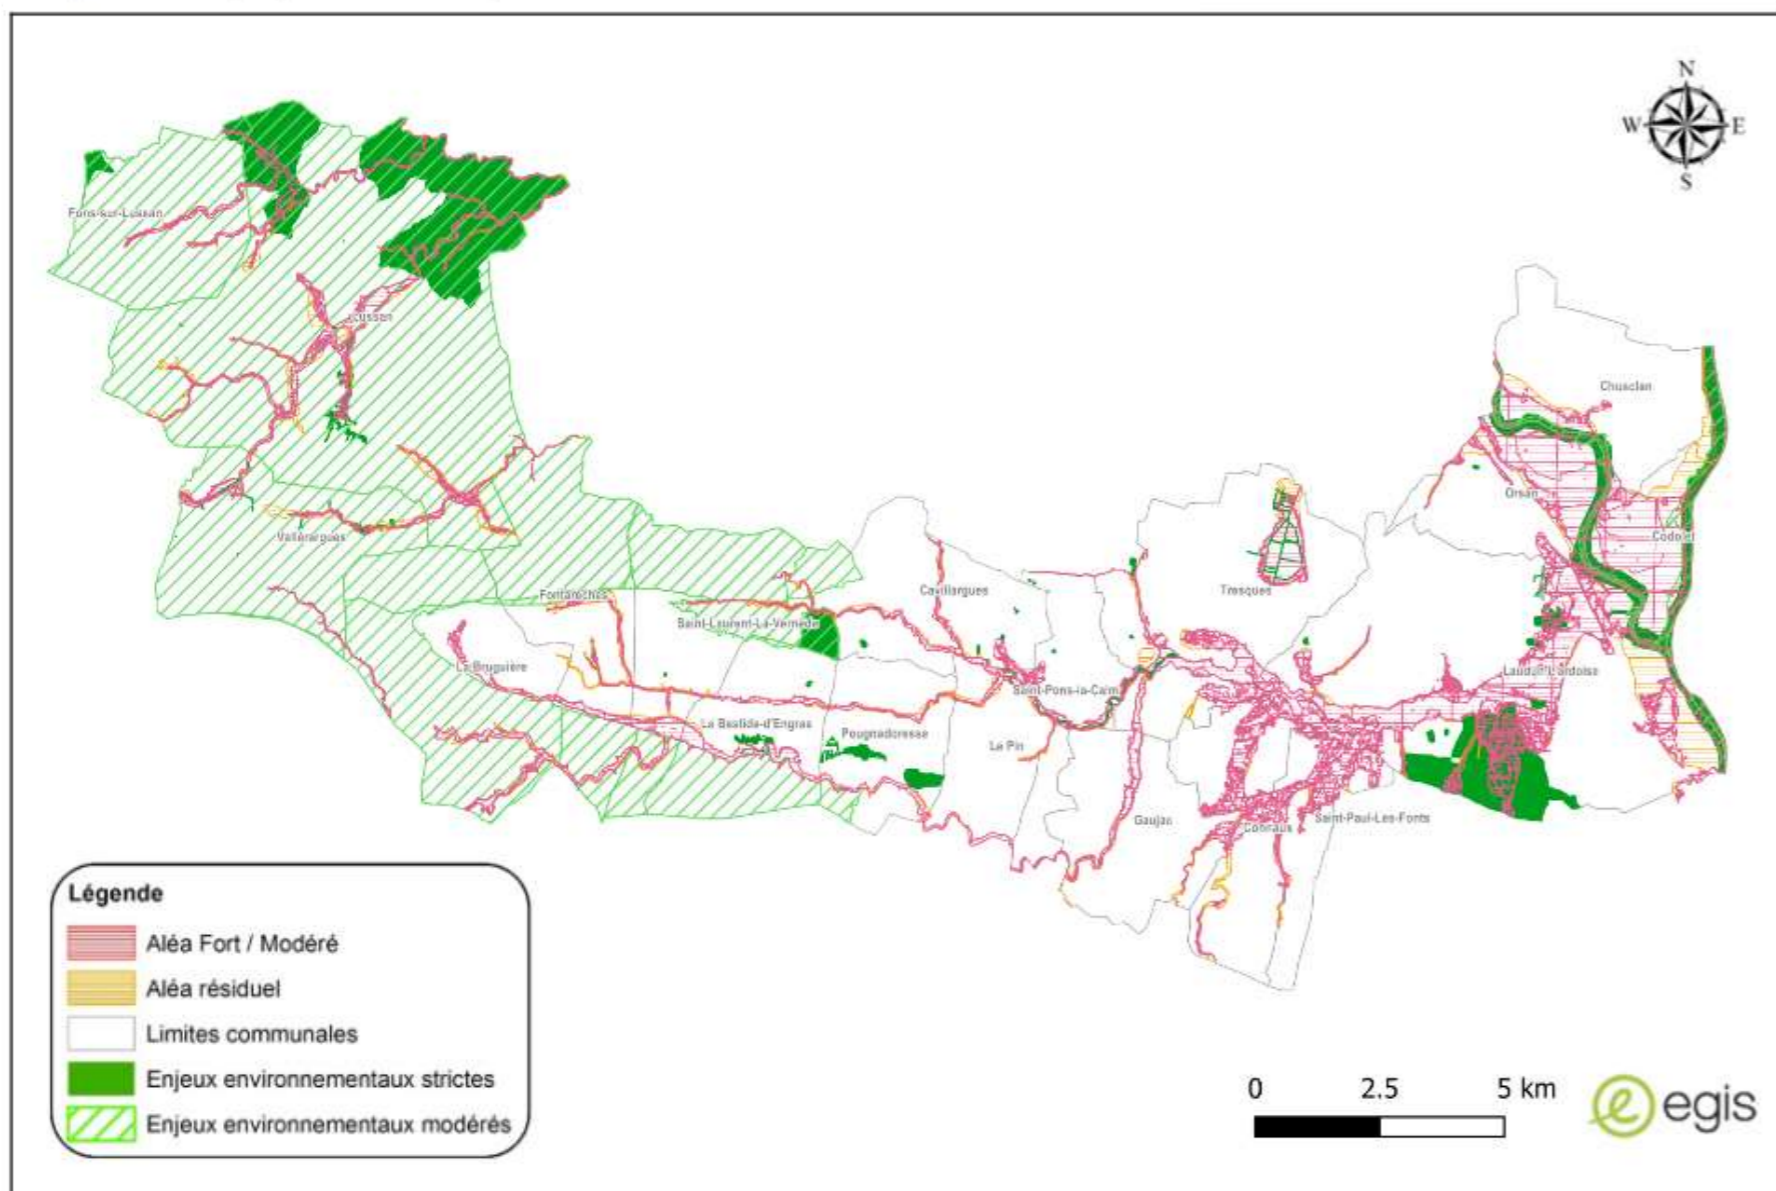 N
W E
S
Fons-sur-Lussan
Lussan
Chusclan
Orsan
Codolet
Vallérargues
Fontarèches
Cavillargues
Tresques
Saint-Laurent-La-Vernède
La Bruguière
Laudun L'ardoise
Saint-Pons-la-Calm
La Bastide-d'Engras
Pougnadoresse
Le Pin
Gaujac
Connaux
Saint-Paul-Les-Fonts
Légende
Aléa Fort / Modéré
Aléa résiduel
Limites communales
Enjeux environnementaux strictes
Enjeux environnementaux modérés
0 2.5 5 km
egis